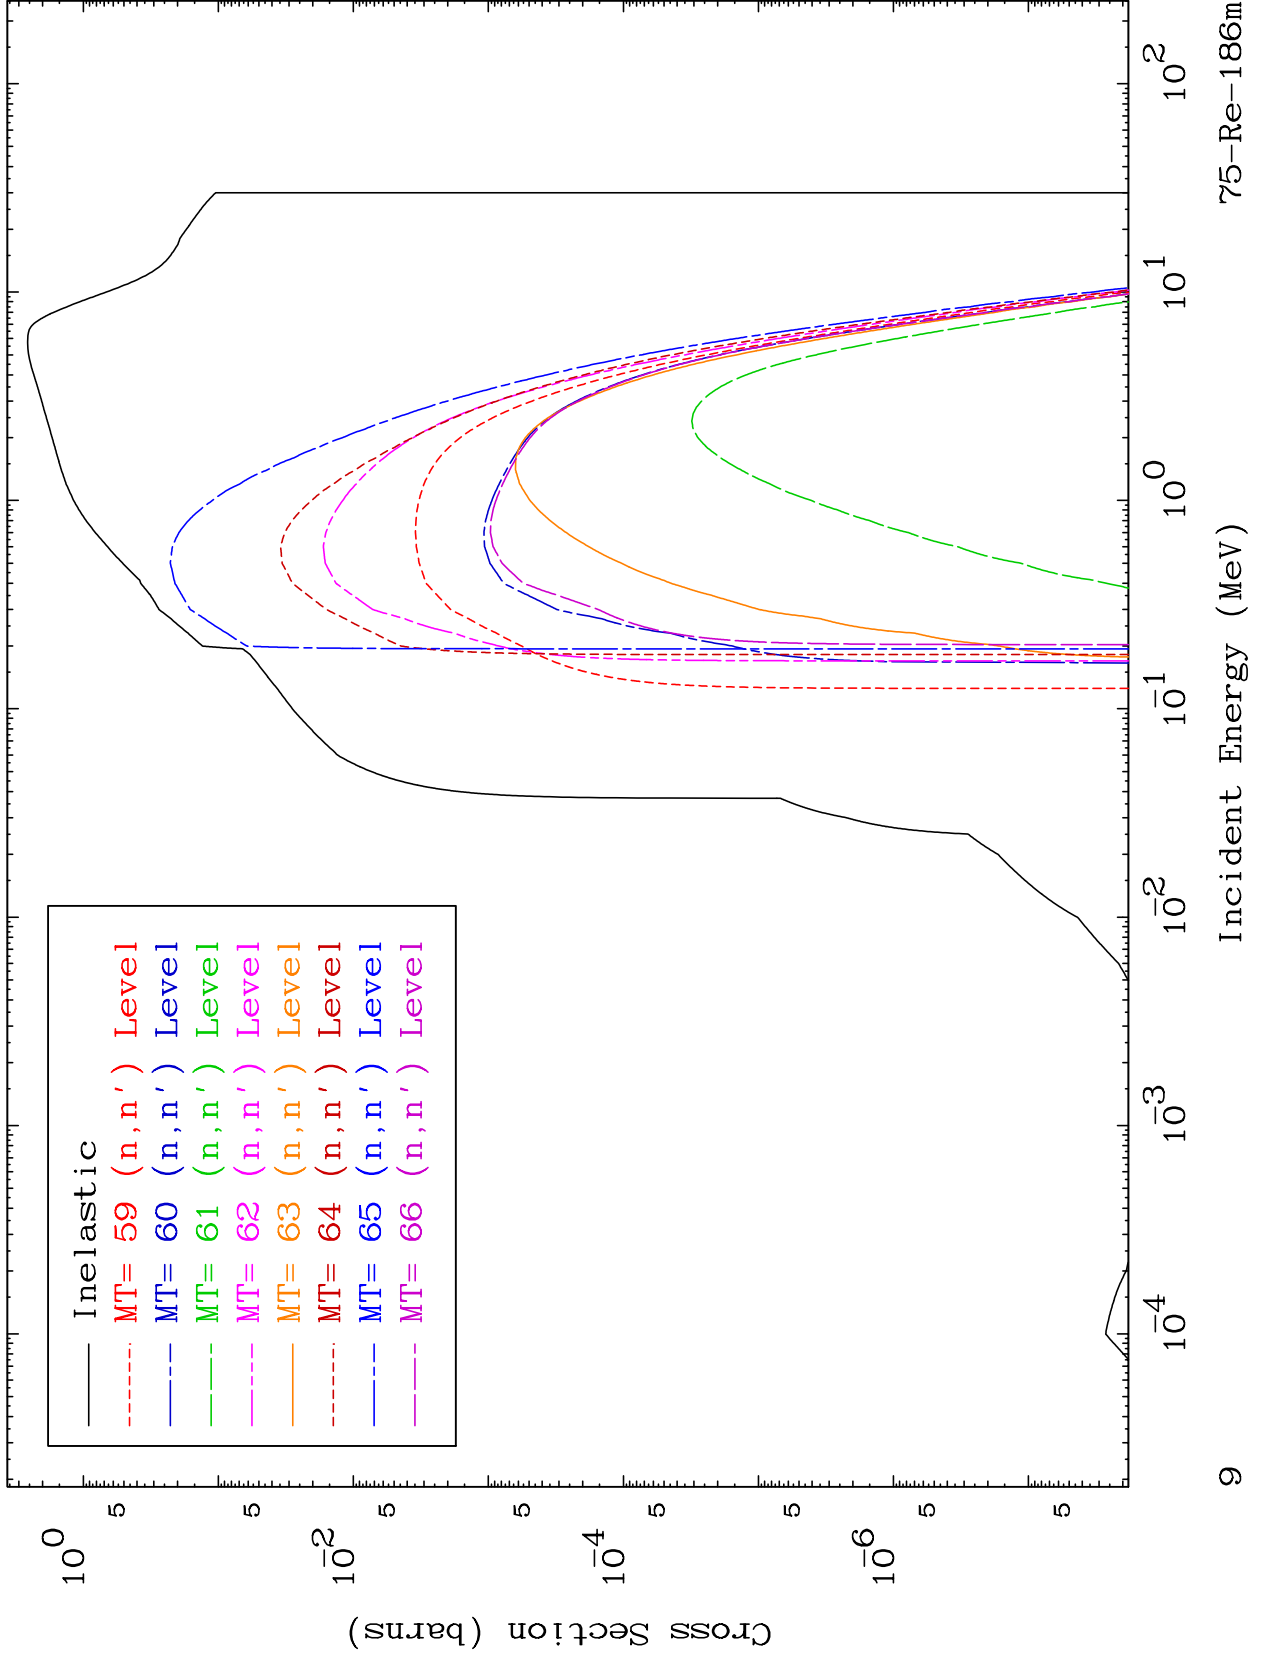 Inelastic
MT= 59 (n,n') Level
MT= 60 (n,n') Level
MT= 61 (n,n') Level
MT= 62 (n,n') Level
MT= 63 (n,n') Level
MT= 64 (n,n') Level
MT= 65 (n,n') Level
MT= 66 (n,n') Level
Cross Section (barns)
10^0
5
5
10^-2
5
5
10^-4
5
5
10^-6
5
5
10^-4
10^-3
10^-2
10^-1
10^0
10^1
10^2
Incident Energy (MeV)
9
75-Re-186m